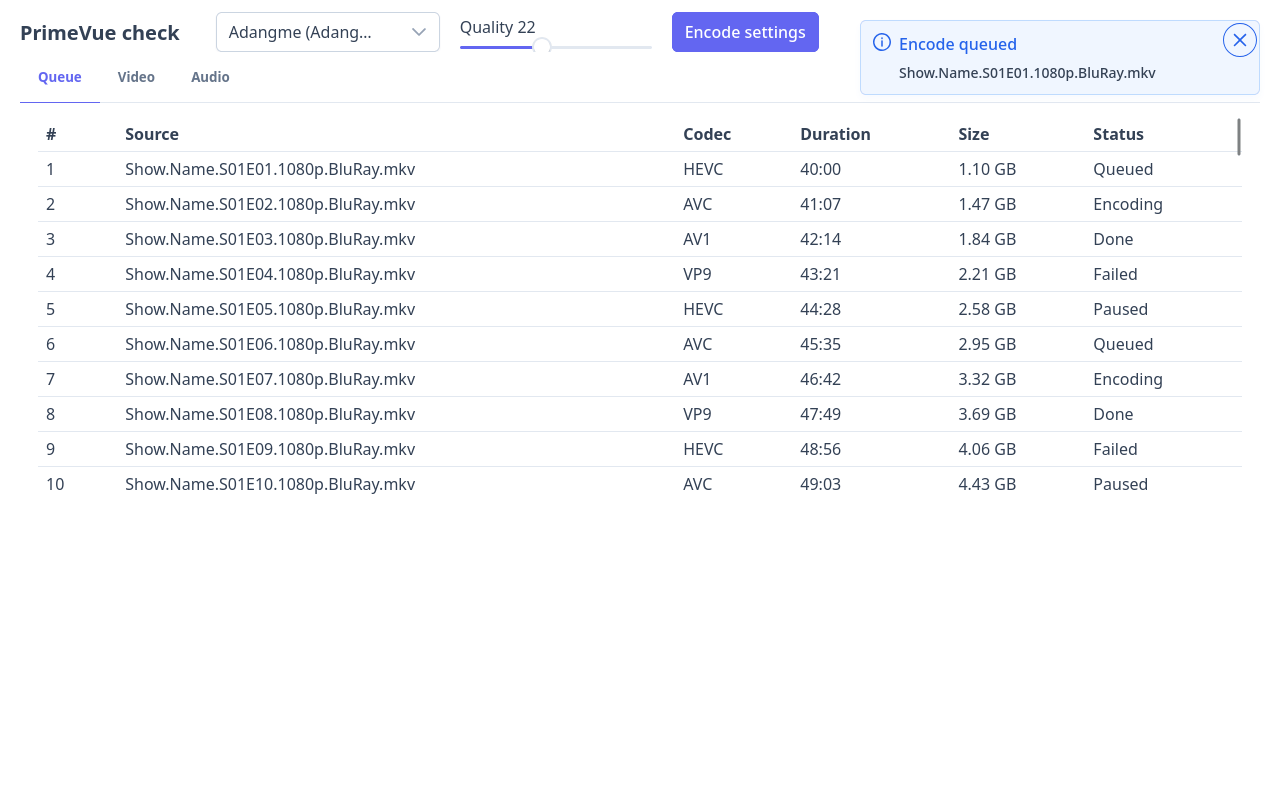 PrimeVue check
Adangme (Adang...
Quality 22
Encode settings
Encode queued
Show.Name.S01E01.1080p.BluRay.mkv
Queue Video Audio
# Source Codec Duration Size Status
1 Show.Name.S01E01.1080p.BluRay.mkv HEVC 40:00 1.10 GB Queued
2 Show.Name.S01E02.1080p.BluRay.mkv AVC 41:07 1.47 GB Encoding
3 Show.Name.S01E03.1080p.BluRay.mkv AV1 42:14 1.84 GB Done
4 Show.Name.S01E04.1080p.BluRay.mkv VP9 43:21 2.21 GB Failed
5 Show.Name.S01E05.1080p.BluRay.mkv HEVC 44:28 2.58 GB Paused
6 Show.Name.S01E06.1080p.BluRay.mkv AVC 45:35 2.95 GB Queued
7 Show.Name.S01E07.1080p.BluRay.mkv AV1 46:42 3.32 GB Encoding
8 Show.Name.S01E08.1080p.BluRay.mkv VP9 47:49 3.69 GB Done
9 Show.Name.S01E09.1080p.BluRay.mkv HEVC 48:56 4.06 GB Failed
10 Show.Name.S01E10.1080p.BluRay.mkv AVC 49:03 4.43 GB Paused